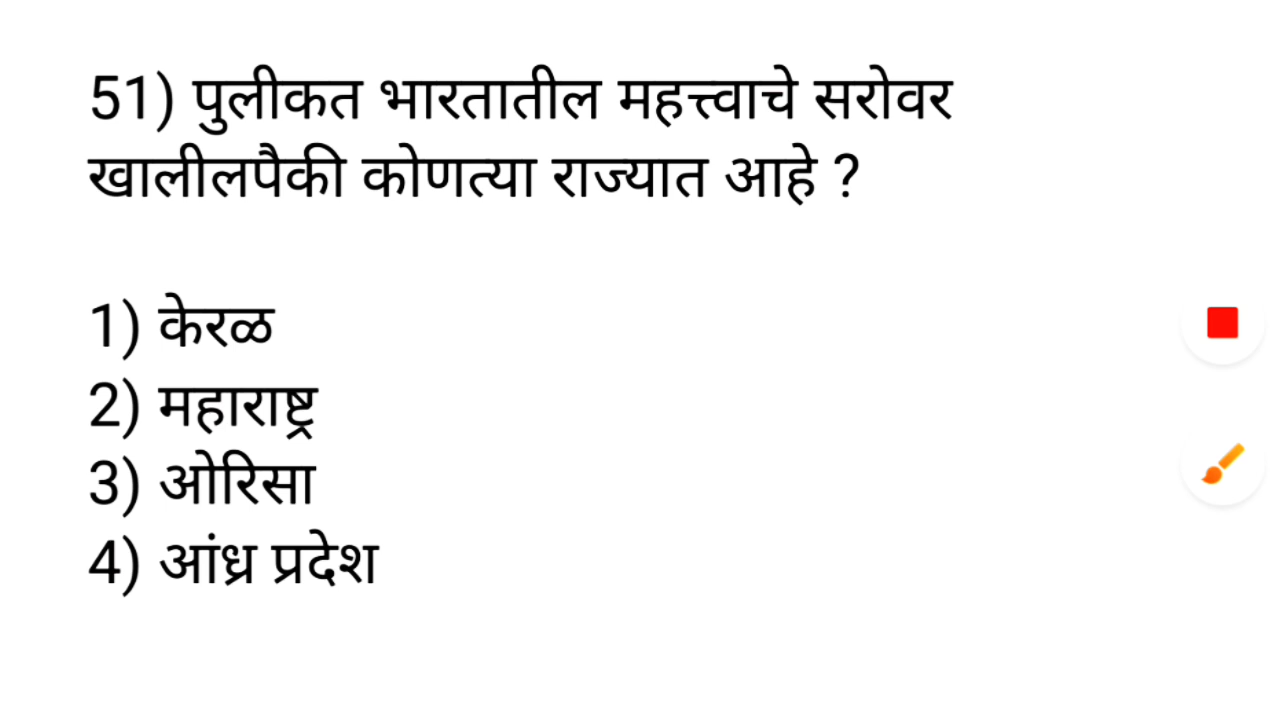 51) पुलीकत भारतातील महत्त्वाचे सरोवर
खालीलपैकी कोणत्या राज्यात आहे ?
1) केरळ
2) महाराष्ट्र
3) ओरिसा
4) आंध्र प्रदेश